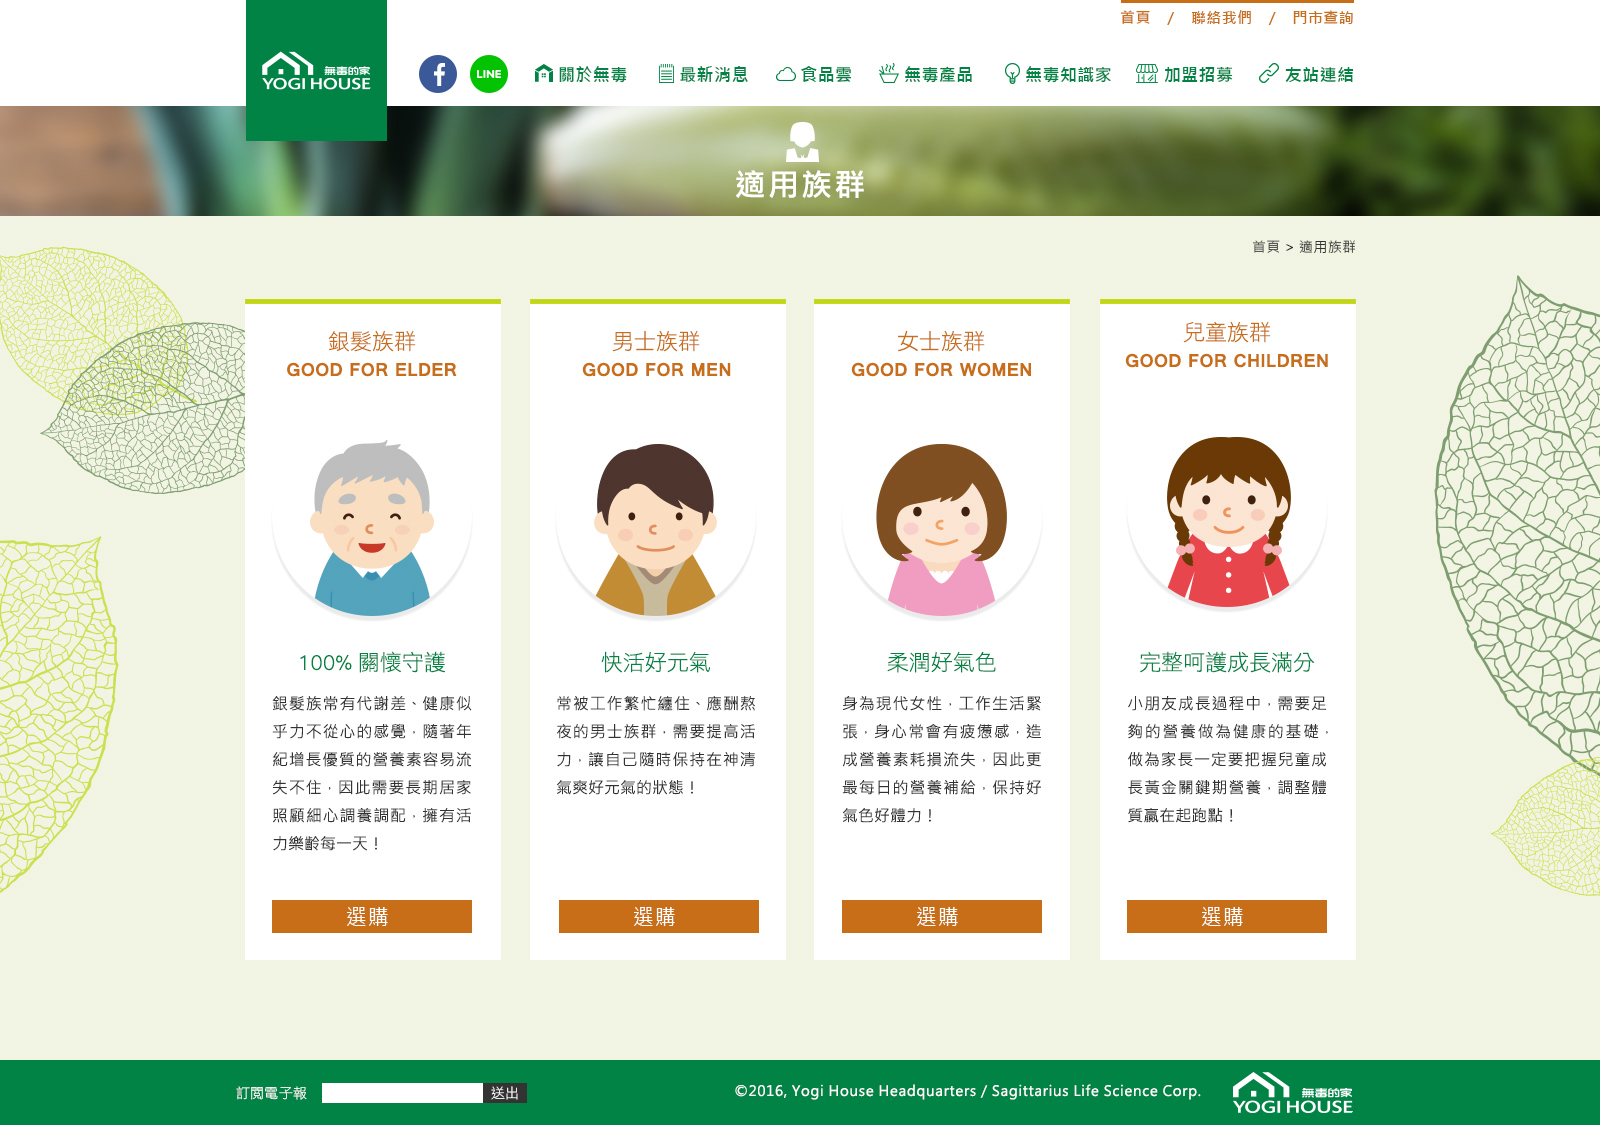 首頁 / 聯絡我們 / 門市查詢
無毒的家
YOGI HOUSE
LINE
關於無毒 最新消息 食品雲 無毒產品 無毒知識家 加盟招募 友站連結
適用族群
首頁 > 適用族群
銀髮族群
GOOD FOR ELDER
100% 關懷守護
銀髮族常有代謝差、健康似
乎力不從心的感覺，隨著年
紀增長優質的營養素容易流
失不住，因此需要長期居家
照顧細心調養調配，擁有活
力樂齡每一天！
選購
男士族群
GOOD FOR MEN
快活好元氣
常被工作繁忙纏住、應酬熬
夜的男士族群，需要提高活
力，讓自己隨時保持在神清
氣爽好元氣的狀態！
選購
女士族群
GOOD FOR WOMEN
柔潤好氣色
身為現代女性，工作生活緊
張，身心常會有疲憊感，造
成營養素耗損流失，因此更
最每日的營養補給，保持好
氣色好體力！
選購
兒童族群
GOOD FOR CHILDREN
完整呵護成長滿分
小朋友成長過程中，需要足
夠的營養做為健康的基礎，
做為家長一定要把握兒童成
長黃金關鍵期營養，調整體
質贏在起跑點！
選購
訂閱電子報 送出
©2016, Yogi House Headquarters / Sagittarius Life Science Corp.
無毒的家
YOGI HOUSE